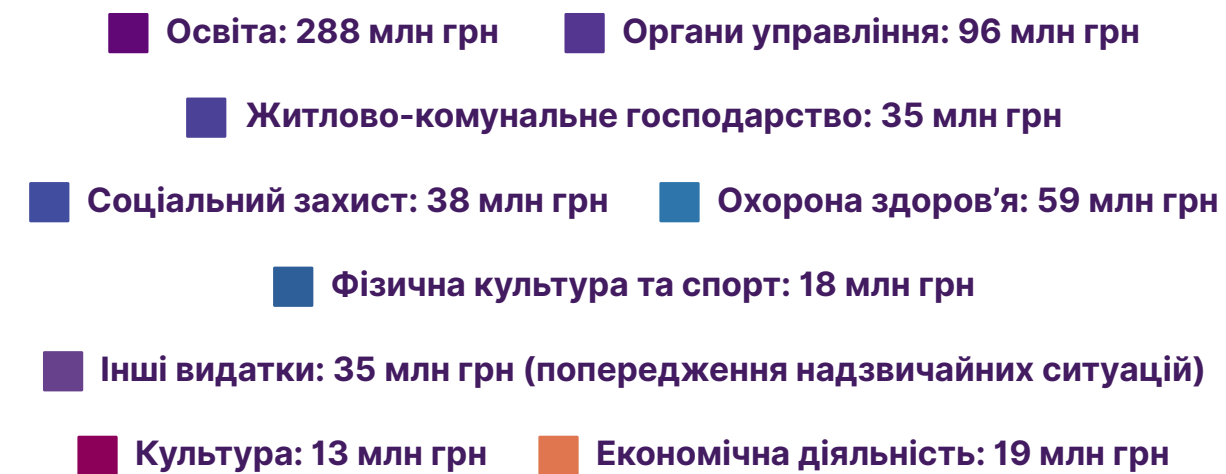 Освіта: 288 млн грн Органи управління: 96 млн грн
Житлово-комунальне господарство: 35 млн грн
Соціальний захист: 38 млн грн Охорона здоров’я: 59 млн грн
Фізична культура та спорт: 18 млн грн
Інші видатки: 35 млн грн (попередження надзвичайних ситуацій)
Культура: 13 млн грн Економічна діяльність: 19 млн грн